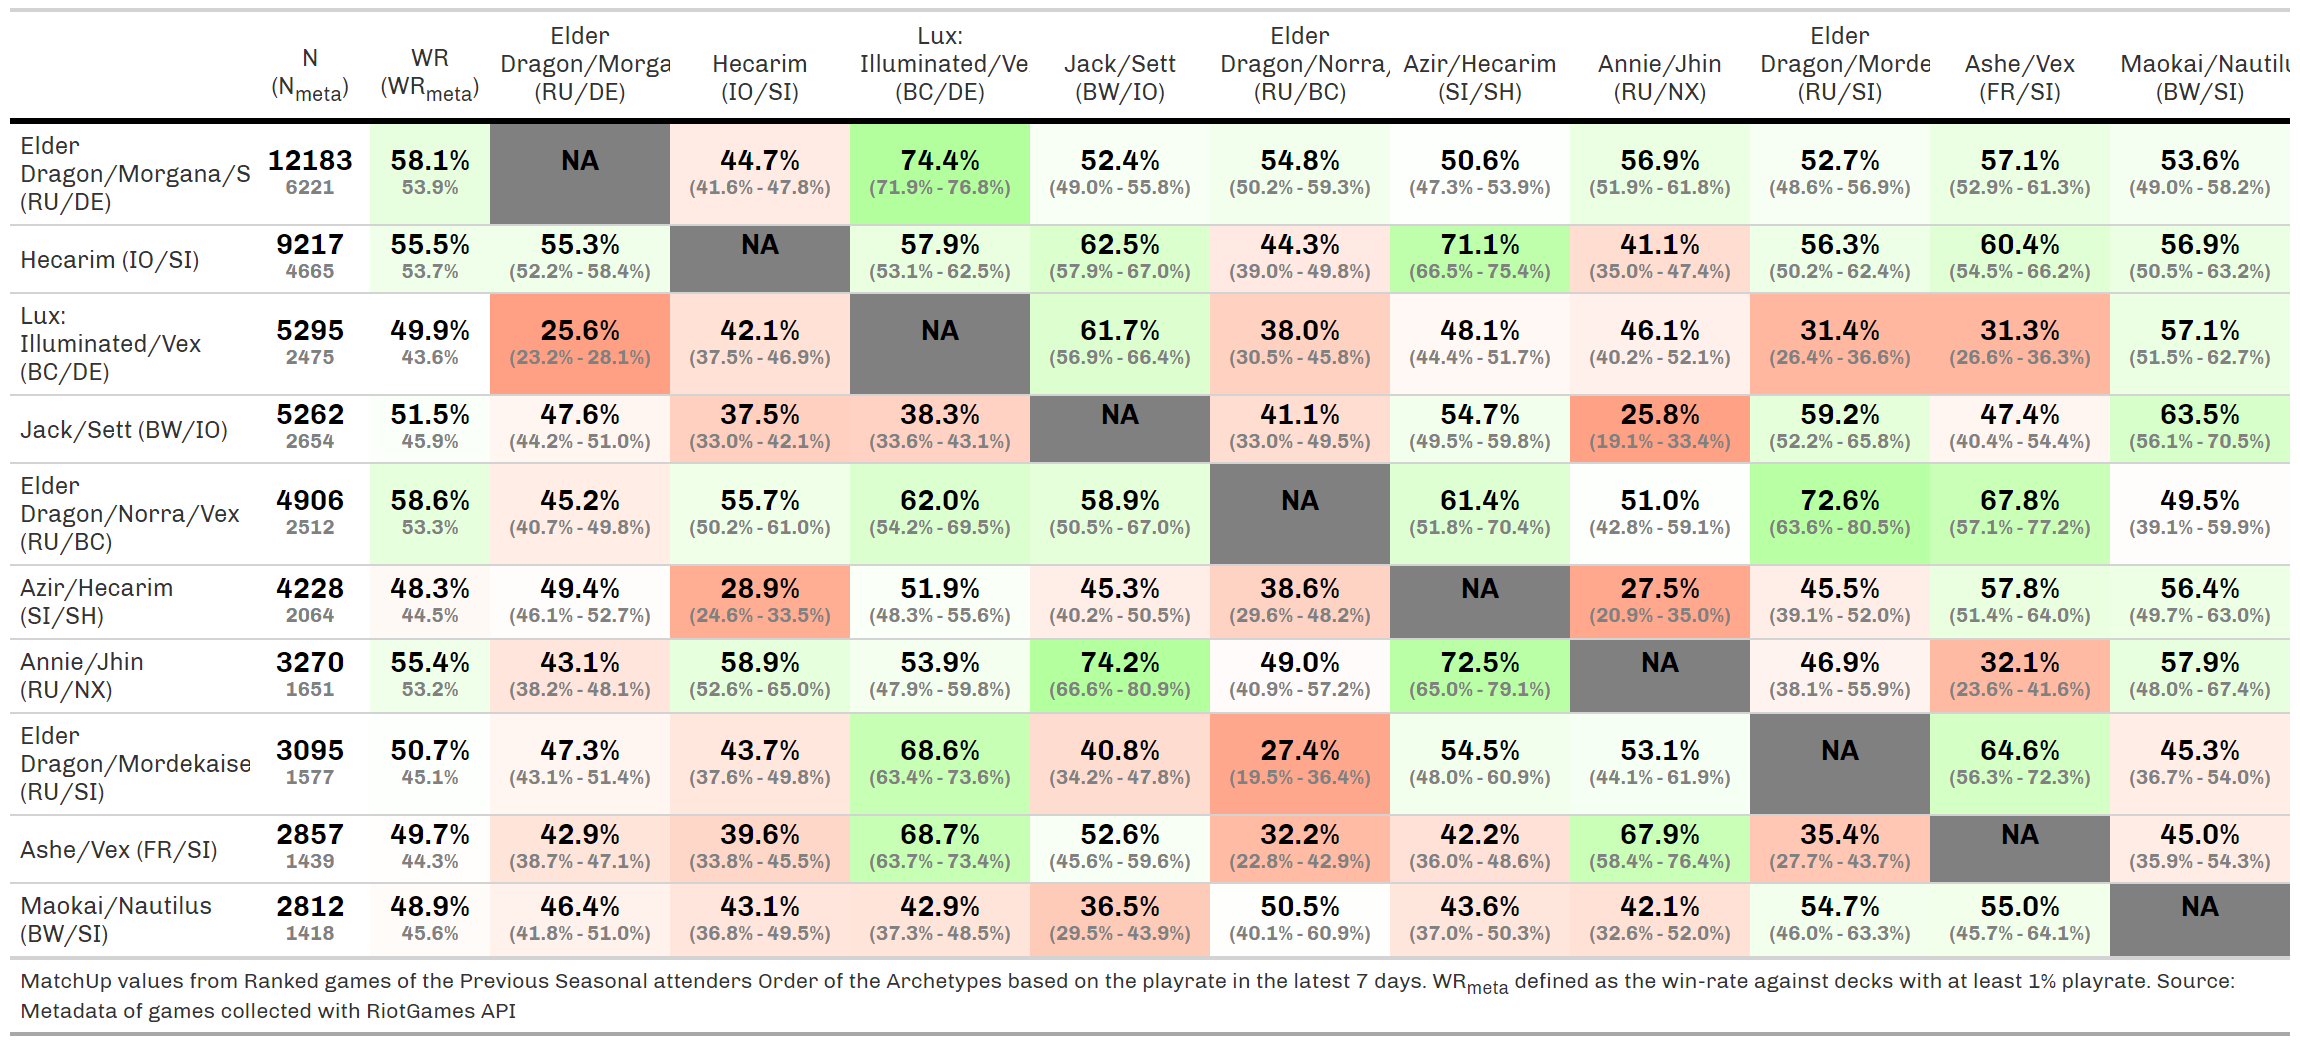 N WR Elder Lux: Elder Elder
(Nmeta) (WRmeta) Dragon/Morga Hecarim Illuminated/Ve Jack/Sett Dragon/Norra, Azir/Hecarim Annie/Jhin Dragon/Morde Ashe/Vex Maokai/Nautilu
(RU/DE) (IO/SI) (BC/DE) (BW/IO) (RU/BC) (SI/SH) (RU/NX) (RU/SI) (FR/SI) (BW/SI)
Elder
Dragon/Morgana/S
(RU/DE)
12183 58.1% NA 44.7% 74.4% 52.4% 54.8% 50.6% 56.9% 52.7% 57.1% 53.6%
6221 53.9% (41.6% - 47.8%) (71.9% - 76.8%) (49.0% - 55.8%) (50.2% - 59.3%) (47.3% - 53.9%) (51.9% - 61.8%) (48.6% - 56.9%) (52.9% - 61.3%) (49.0% - 58.2%)
Hecarim (IO/SI)
9217 55.5% 55.3% NA 57.9% 62.5% 44.3% 71.1% 41.1% 56.3% 60.4% 56.9%
4665 53.7% (52.2% - 58.4%) (53.1% - 62.5%) (57.9% - 67.0%) (39.0% - 49.8%) (66.5% - 75.4%) (35.0% - 47.4%) (50.2% - 62.4%) (54.5% - 66.2%) (50.5% - 63.2%)
Lux:
Illuminated/Vex
(BC/DE)
5295 49.9% 25.6% 42.1% NA 61.7% 38.0% 48.1% 46.1% 31.4% 31.3% 57.1%
2475 43.6% (23.2% - 28.1%) (37.5% - 46.9%) (56.9% - 66.4%) (30.5% - 45.8%) (44.4% - 51.7%) (40.2% - 52.1%) (26.4% - 36.6%) (26.6% - 36.3%) (51.5% - 62.7%)
Jack/Sett (BW/IO)
5262 51.5% 47.6% 37.5% 38.3% NA 41.1% 54.7% 25.8% 59.2% 47.4% 63.5%
2654 45.9% (44.2% - 51.0%) (33.0% - 42.1%) (33.6% - 43.1%) (33.0% - 49.5%) (49.5% - 59.8%) (19.1% - 33.4%) (52.2% - 65.8%) (40.4% - 54.4%) (56.1% - 70.5%)
Elder
Dragon/Norra/Vex
(RU/BC)
4906 58.6% 45.2% 55.7% 62.0% 58.9% NA 61.4% 51.0% 72.6% 67.8% 49.5%
2512 53.3% (40.7% - 49.8%) (50.2% - 61.0%) (54.2% - 69.5%) (50.5% - 67.0%) (51.8% - 70.4%) (42.8% - 59.1%) (63.6% - 80.5%) (57.1% - 77.2%) (39.1% - 59.9%)
Azir/Hecarim
(SI/SH)
4228 48.3% 49.4% 28.9% 51.9% 45.3% 38.6% NA 27.5% 45.5% 57.8% 56.4%
2064 44.5% (46.1% - 52.7%) (24.6% - 33.5%) (48.3% - 55.6%) (40.2% - 50.5%) (29.6% - 48.2%) (20.9% - 35.0%) (39.1% - 52.0%) (51.4% - 64.0%) (49.7% - 63.0%)
Annie/Jhin
(RU/NX)
3270 55.4% 43.1% 58.9% 53.9% 74.2% 49.0% 72.5% NA 46.9% 32.1% 57.9%
1651 53.2% (38.2% - 48.1%) (52.6% - 65.0%) (47.9% - 59.8%) (66.6% - 80.9%) (40.9% - 57.2%) (65.0% - 79.1%) (38.1% - 55.9%) (23.6% - 41.6%) (48.0% - 67.4%)
Elder
Dragon/Mordekaise
(RU/SI)
3095 50.7% 47.3% 43.7% 68.6% 40.8% 27.4% 54.5% 53.1% NA 64.6% 45.3%
1577 45.1% (43.1% - 51.4%) (37.6% - 49.8%) (63.4% - 73.6%) (34.2% - 47.8%) (19.5% - 36.4%) (48.0% - 60.9%) (44.1% - 61.9%) (56.3% - 72.3%) (36.7% - 54.0%)
Ashe/Vex (FR/SI)
2857 49.7% 42.9% 39.6% 68.7% 52.6% 32.2% 42.2% 67.9% 35.4% NA 45.0%
1439 44.3% (38.7% - 47.1%) (33.8% - 45.5%) (63.7% - 73.4%) (45.6% - 59.6%) (22.8% - 42.9%) (36.0% - 48.6%) (58.4% - 76.4%) (27.7% - 43.7%) (35.9% - 54.3%)
Maokai/Nautilus
(BW/SI)
2812 48.9% 46.4% 43.1% 42.9% 36.5% 50.5% 43.6% 42.1% 54.7% 55.0% NA
1418 45.6% (41.8% - 51.0%) (36.8% - 49.5%) (37.3% - 48.5%) (29.5% - 43.9%) (40.1% - 60.9%) (37.0% - 50.3%) (32.6% - 52.0%) (46.0% - 63.3%) (45.7% - 64.1%)
MatchUp values from Ranked games of the Previous Seasonal attenders Order of the Archetypes based on the playrate in the latest 7 days. WRmeta defined as the win-rate against decks with at least 1% playrate. Source:
Metadata of games collected with RiotGames API